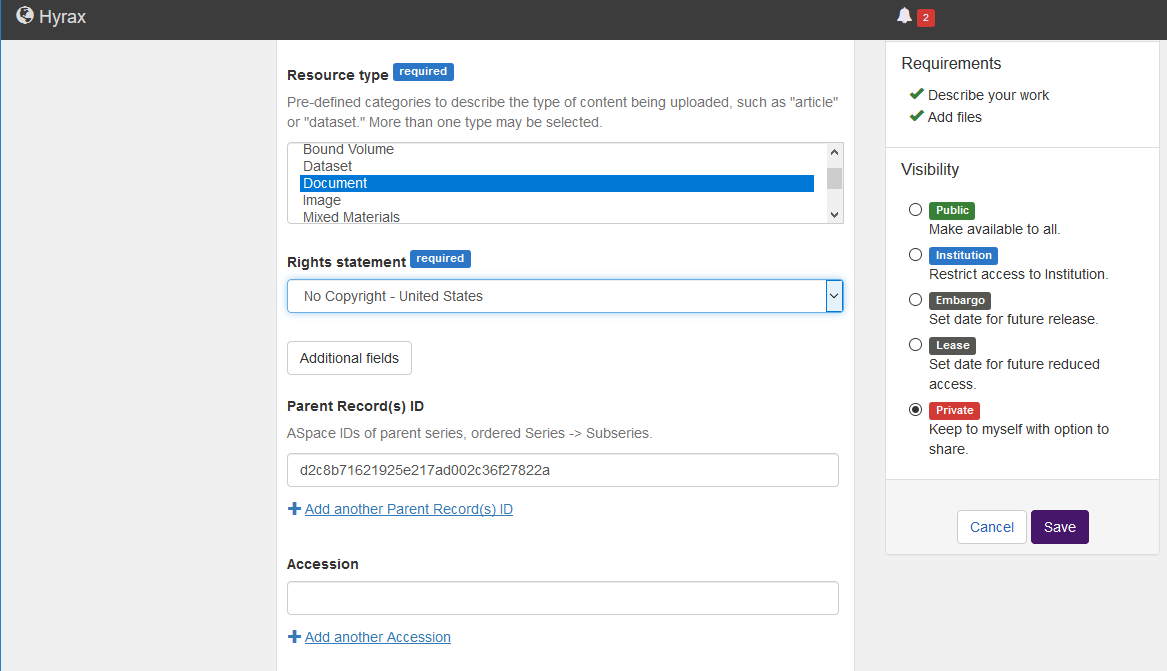 Hyrax
2
Resource type required
Pre-defined categories to describe the type of content being uploaded, such as "article"
or "dataset." More than one type may be selected.
Bound Volume
Dataset
Document
Image
Mixed Materials
Rights statement required
No Copyright - United States
Additional fields
Parent Record(s) ID
ASpace IDs of parent series, ordered Series -> Subseries.
d2c8b71621925e217ad002c36f27822a
Add another Parent Record(s) ID
Accession
Add another Accession
Requirements
Describe your work
Add files
Visibility
Public
Make available to all.
Institution
Restrict access to Institution.
Embargo
Set date for future release.
Lease
Set date for future reduced
access.
Private
Keep to myself with option to
share.
Cancel Save